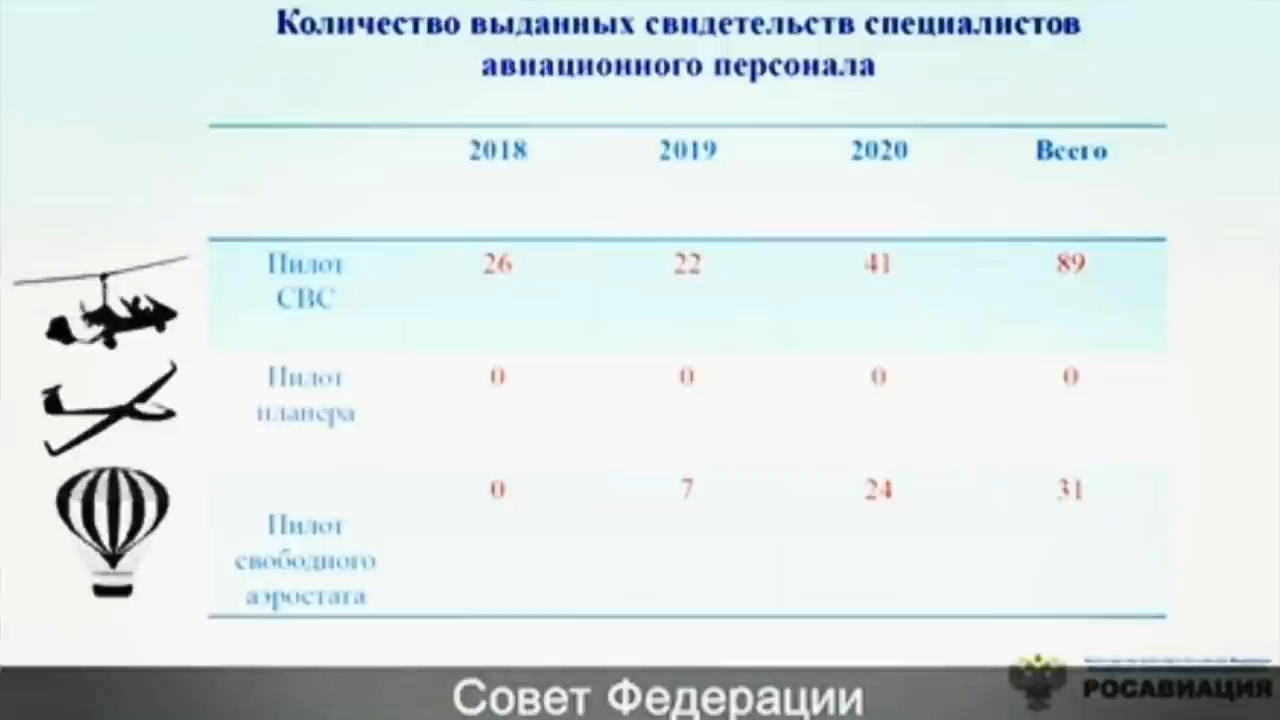 Количество выданных свидетельств специалистов
авиационного персонала
2018 2019 2020 Всего
Пилот 26 22 41 89
СВС
Пилот 0 0 0 0
планера
0 7 24 31
Пилот
свободного
аэростата
РОСАВИАЦИЯ
Совет Федерации